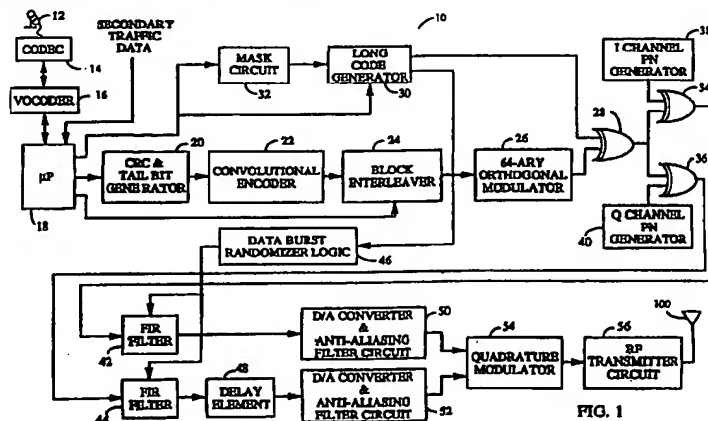 12
CODEC
14
VOCODER
16
µP
18
SECONDARY
TRAFFIC
DATA
10
MASK
CIRCUIT
32
LONG
CODE
GENERATOR
30
I CHANNEL
PN
GENERATOR
38
34
28
20
CRC &
TAIL BIT
GENERATOR
22
CONVOLUTIONAL
ENCODER
24
BLOCK
INTERLEAVER
26
64-ARY
ORTHOGONAL
MODULATOR
36
Q CHANNEL
PN
GENERATOR
40
DATA BURST
RANDOMIZER LOGIC
46
FIR
FILTER
42
D/A CONVERTER
&
ANTI-ALIASING
FILTER CIRCUIT
50
54
QUADRATURE
MODULATOR
56
RF
TRANSMITTER
CIRCUIT
100
FIR
FILTER
44
48
DELAY
ELEMENT
D/A CONVERTER
&
ANTI-ALIASING
FILTER CIRCUIT
52
FIG. 1